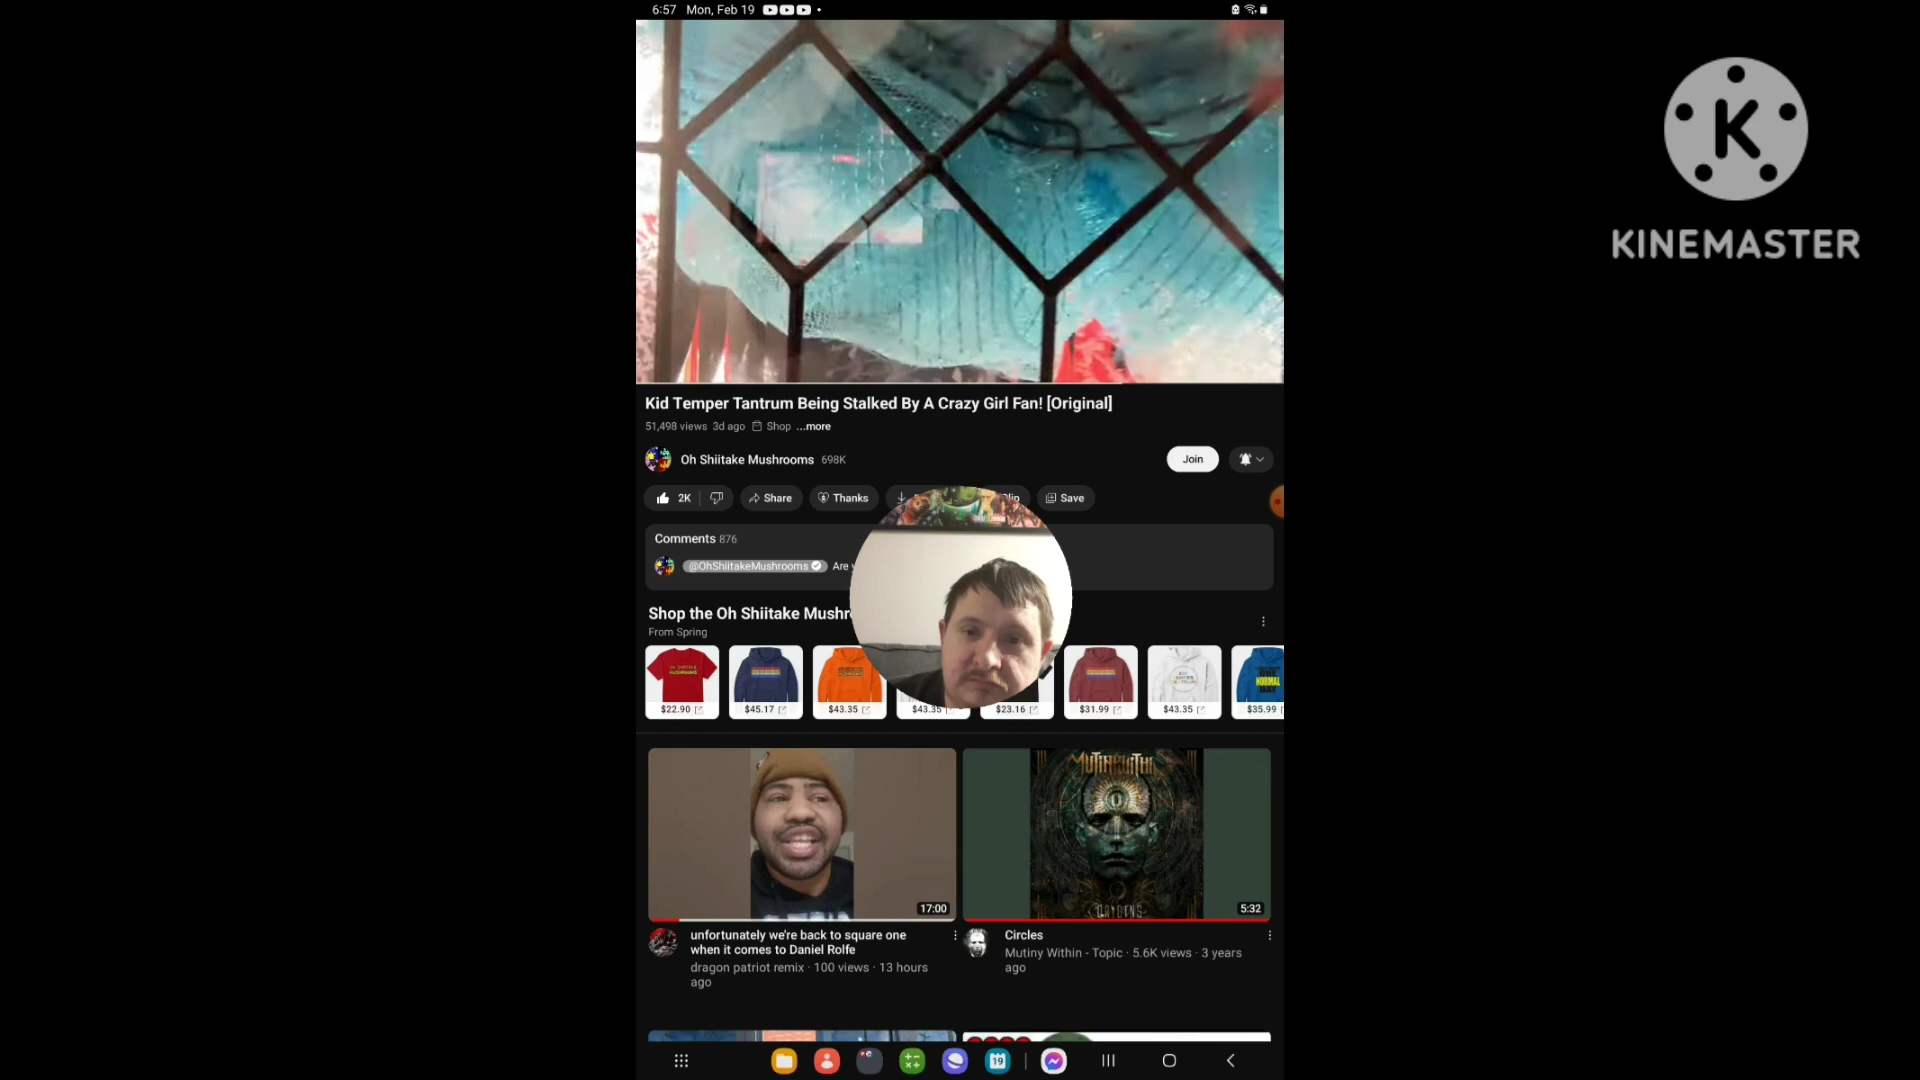 6:57 Mon, Feb 19
KINEMASTER
Kid Temper Tantrum Being Stalked By A Crazy Girl Fan! [Original]
51,498 views 3d ago Shop ...more
Oh Shiitake Mushrooms 698K
Join
2K Share Thanks Save
Comments 876
@OhShiitakeMushrooms Are
Shop the Oh Shiitake
From Spring
$22.90 $45.17 $43.35 $43.35 $23.16 $31.99 $43.35 $35.99
17:00
5:32
unfortunately we're back to square one
when it comes to Daniel Rolfe
dragon patriot remix · 100 views · 13 hours
ago
Circles
Mutiny Within - Topic · 5.6K views · 3 years
ago
19